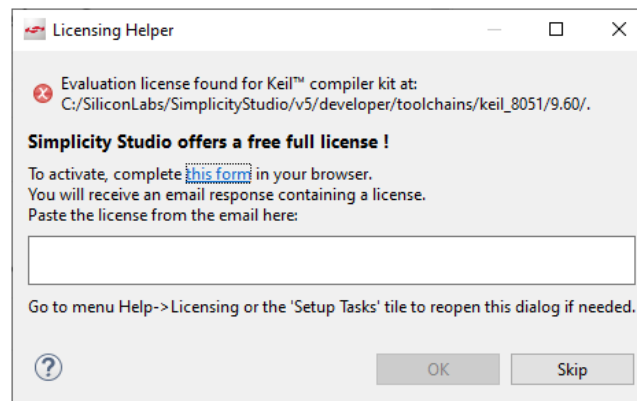 Licensing Helper
Evaluation license found for Keil™ compiler kit at:
C:/SiliconLabs/SimplicityStudio/v5/developer/toolchains/keil_8051/9.60/.
Simplicity Studio offers a free full license !
To activate, complete this form in your browser.
You will receive an email response containing a license.
Paste the license from the email here:
Go to menu Help->Licensing or the 'Setup Tasks' tile to reopen this dialog if needed.
? OK Skip